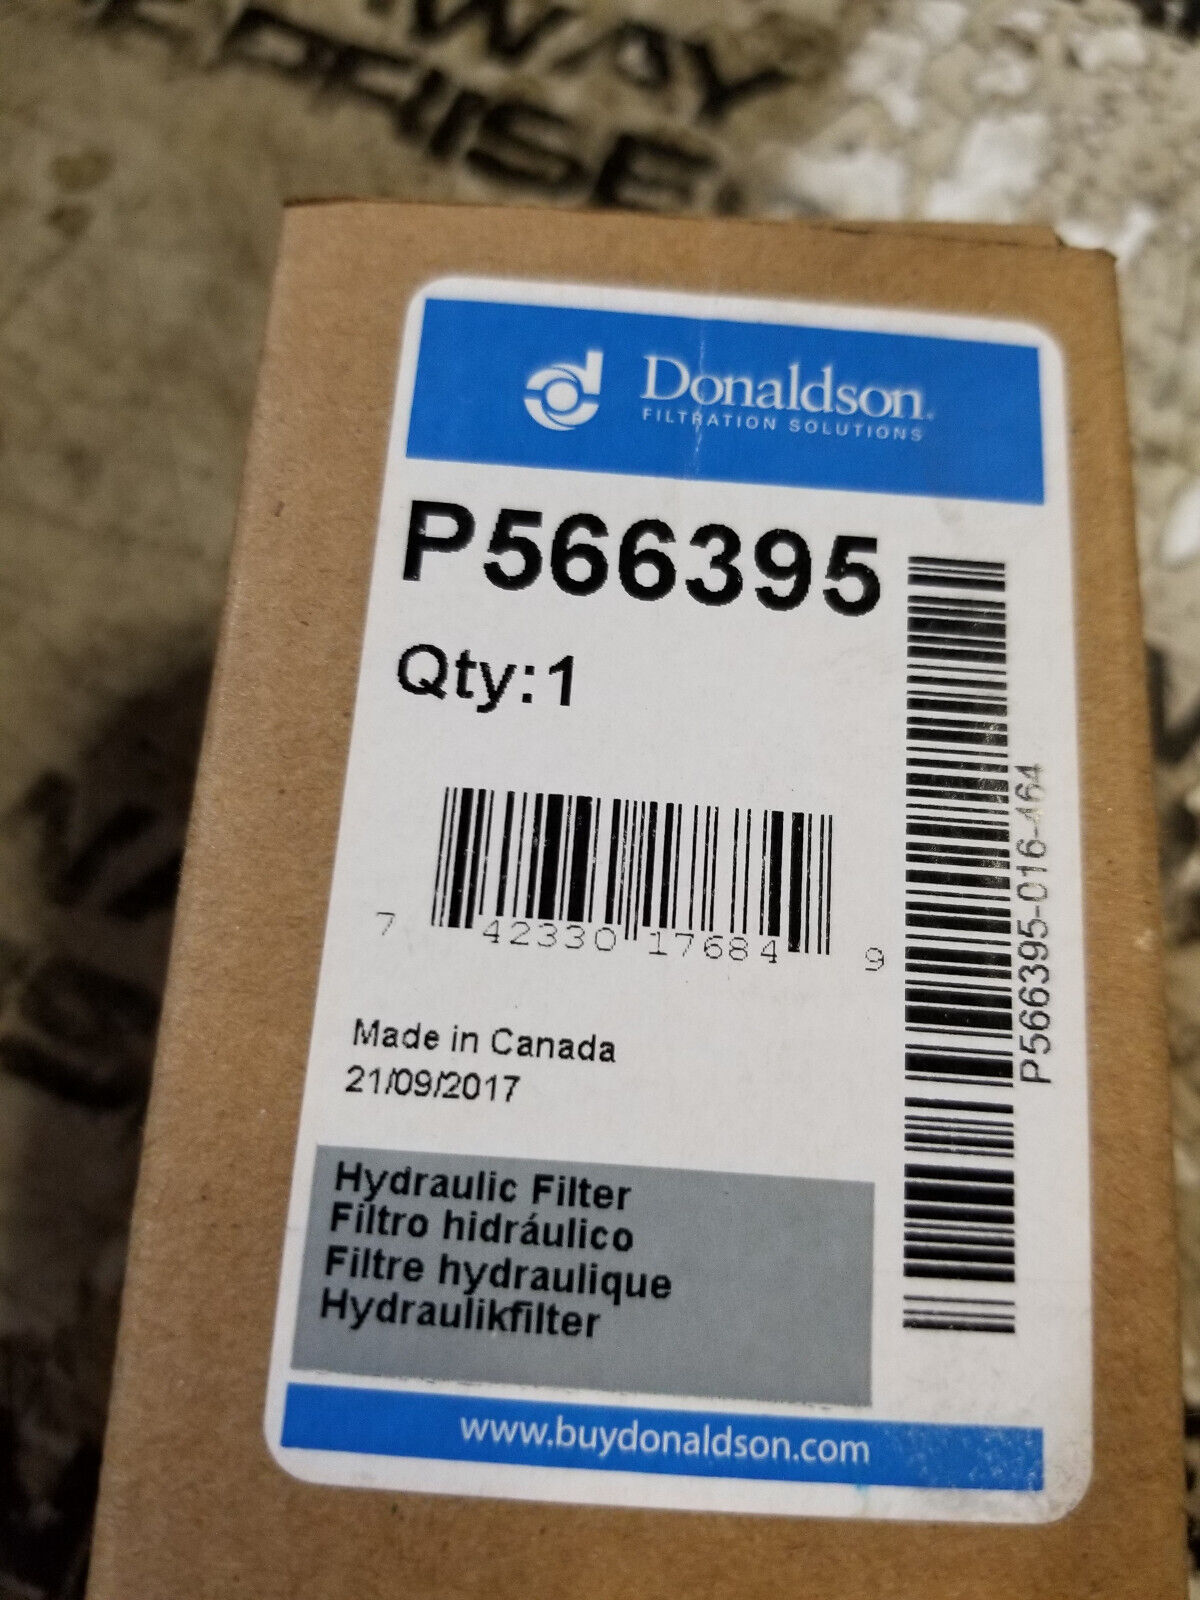 WAY
Donaldson.
FILTRATION SOLUTIONS
P566395
Qty:1
7 42330 17684 9
P566395-016-464
Made in Canada
21/09/2017
Hydraulic Filter
Filtro hidráulico
Filtre hydraulique
Hydraulikfilter
www.buydonaldson.com